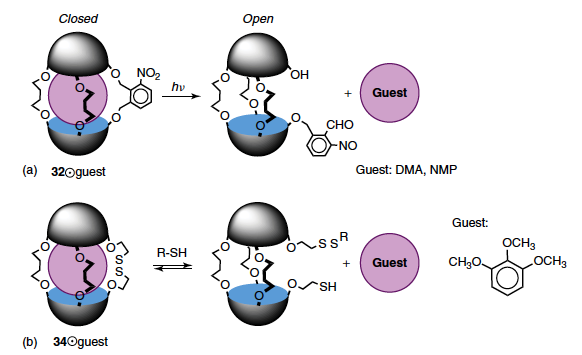 Closed
Open
O
O
O
O
O
O
NO₂
hν
O
O
O
O
O
O
OH
CHO
NO
+
Guest
(a) 32⊙guest
Guest: DMA, NMP
O
O
O
O
O
O
S
S
R-SH
O
O
O
O
O
O
S S R
SH
+
Guest
Guest:
OCH₃
CH₃O
OCH₃
(b) 34⊙guest